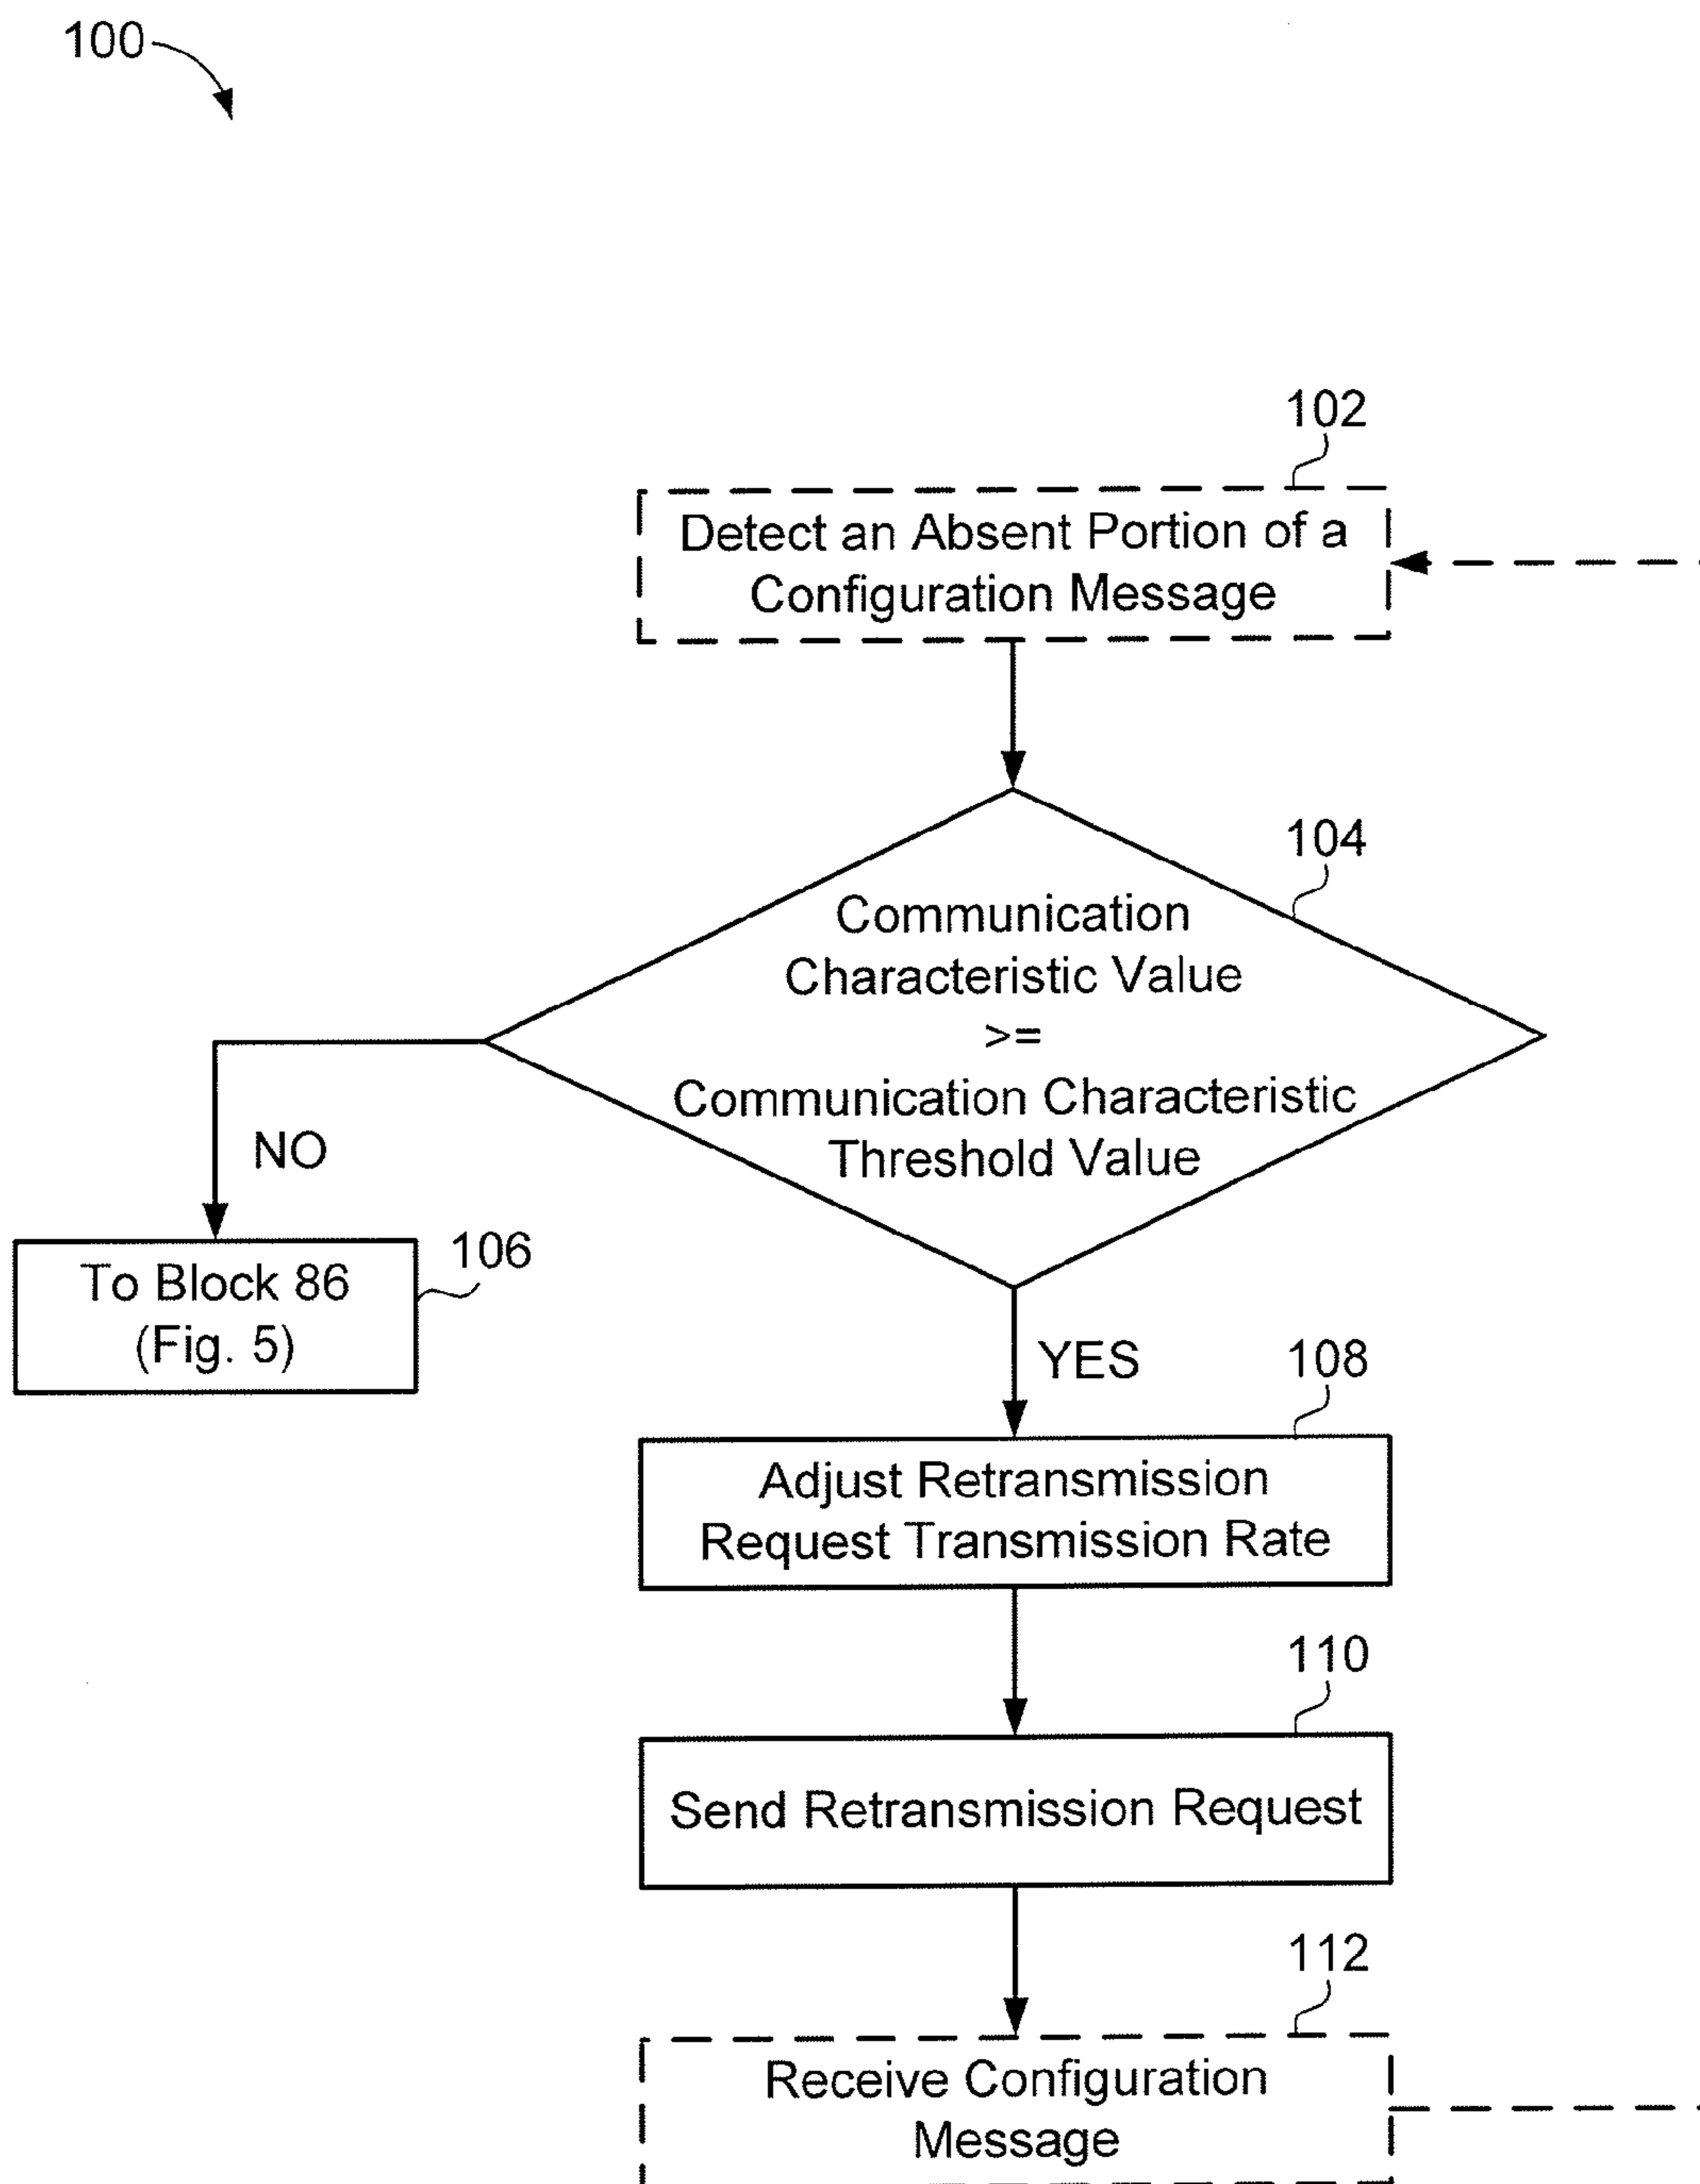 100
102
Detect an Absent Portion of a
Configuration Message
104
Communication
Characteristic Value
>=
Communication Characteristic
Threshold Value
NO
106
To Block 86
(Fig. 5)
YES
108
Adjust Retransmission
Request Transmission Rate
110
Send Retransmission Request
112
Receive Configuration
Message